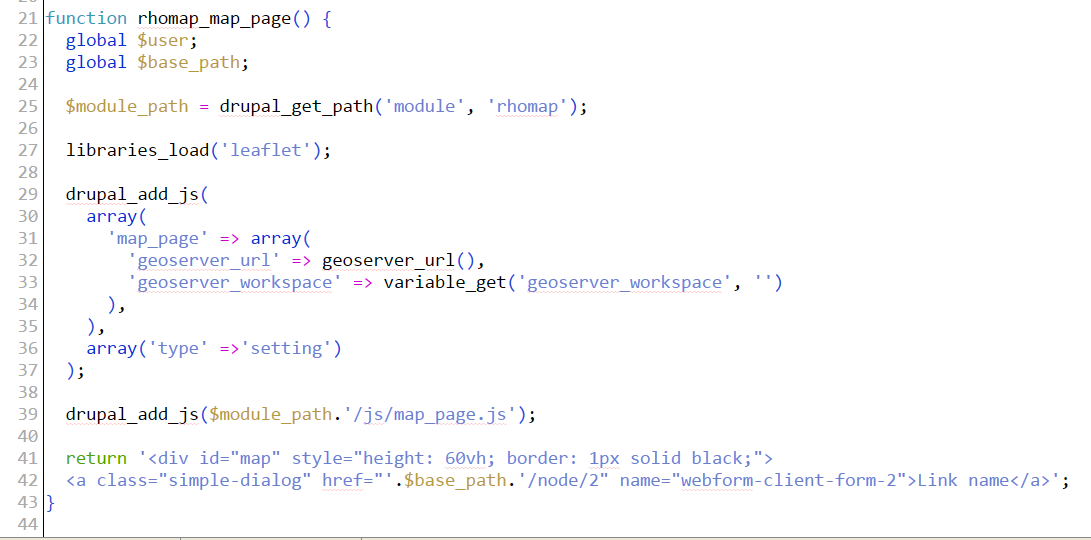 21 function rhomap_map_page() {
22   global $user;
23   global $base_path;
24
25   $module_path = drupal_get_path('module', 'rhomap');
26
27   libraries_load('leaflet');
28
29   drupal_add_js(
30     array(
31       'map_page' => array(
32         'geoserver_url' => geoserver_url(),
33         'geoserver_workspace' => variable_get('geoserver_workspace', '')
34       ),
35     ),
36     array('type' =>'setting')
37   );
38
39   drupal_add_js($module_path.'/js/map_page.js');
40
41   return '<div id="map" style="height: 60vh; border: 1px solid black;">
42   <a class="simple-dialog" href="'.$base_path.'/node/2" name="webform-client-form-2">Link name</a>';
43 }
44